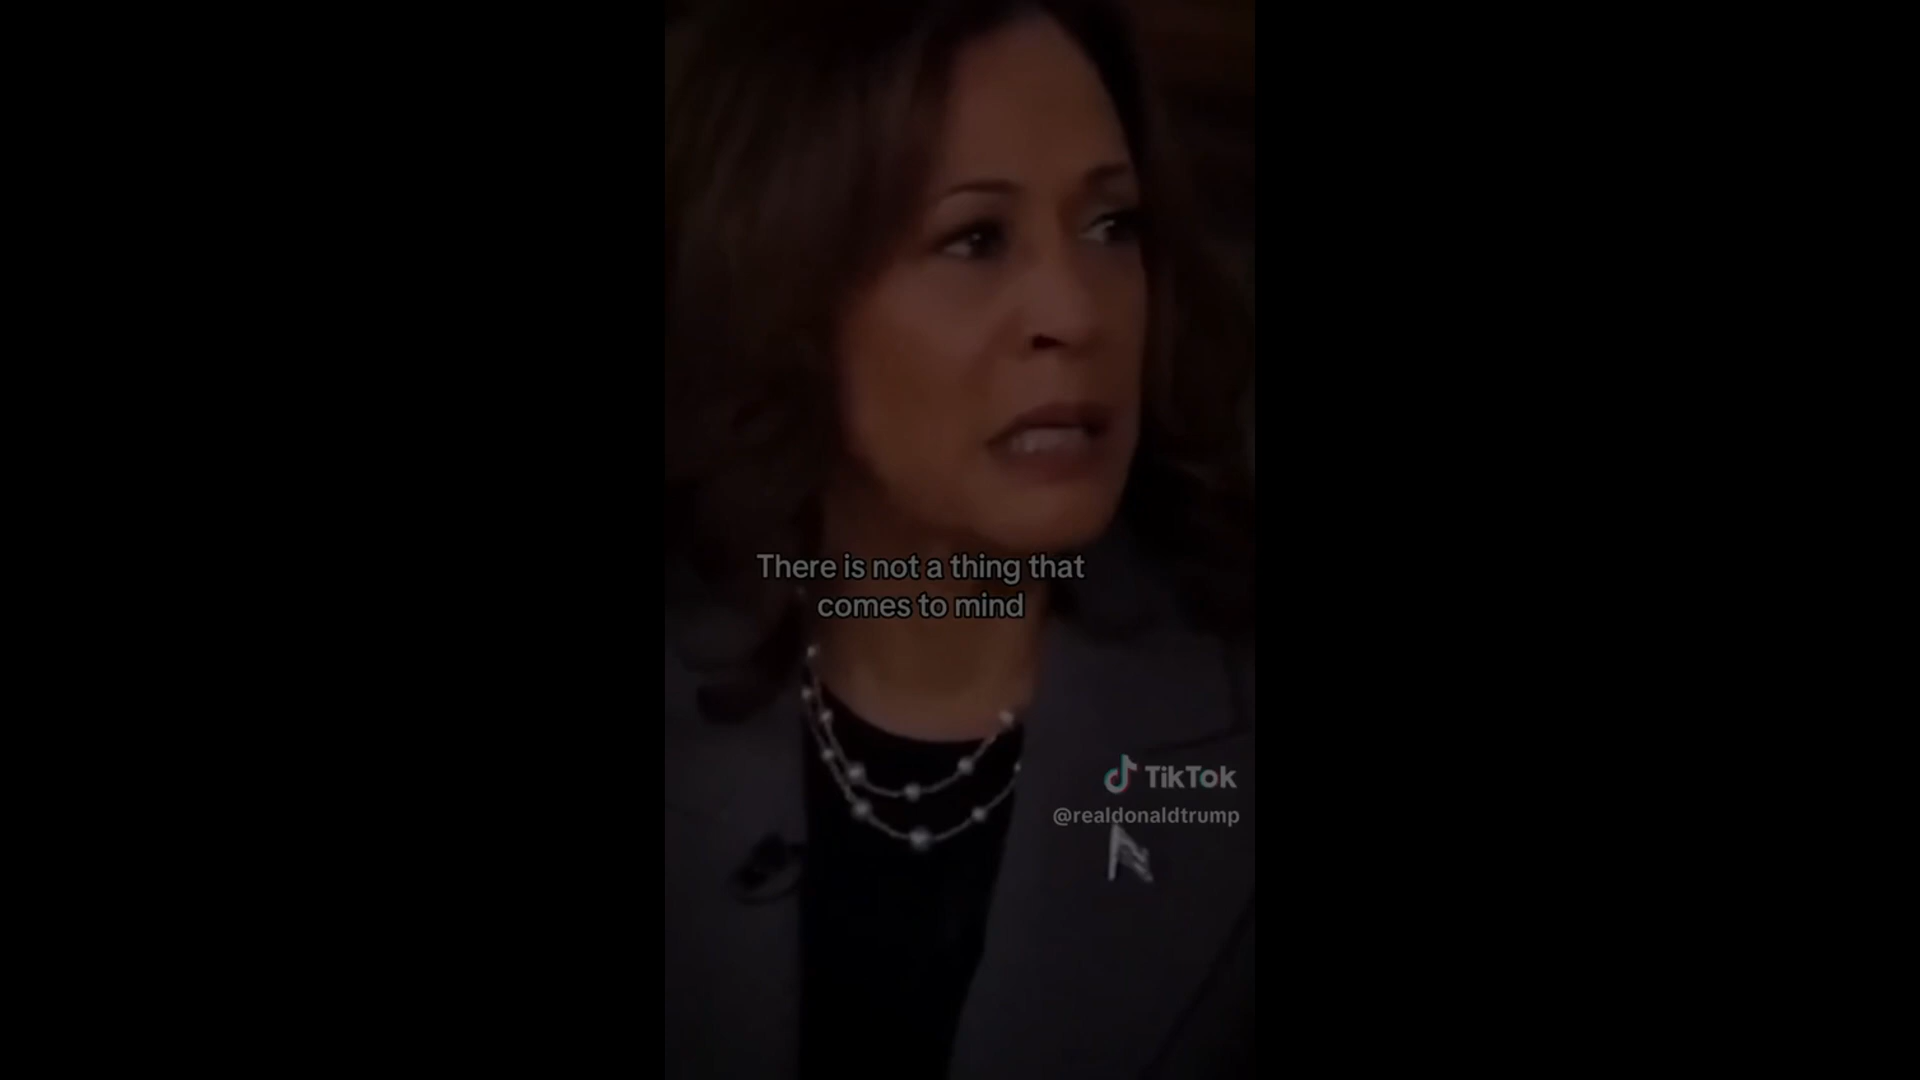 There is not a thing that
comes to mind
TikTok
@realdonaldtrump